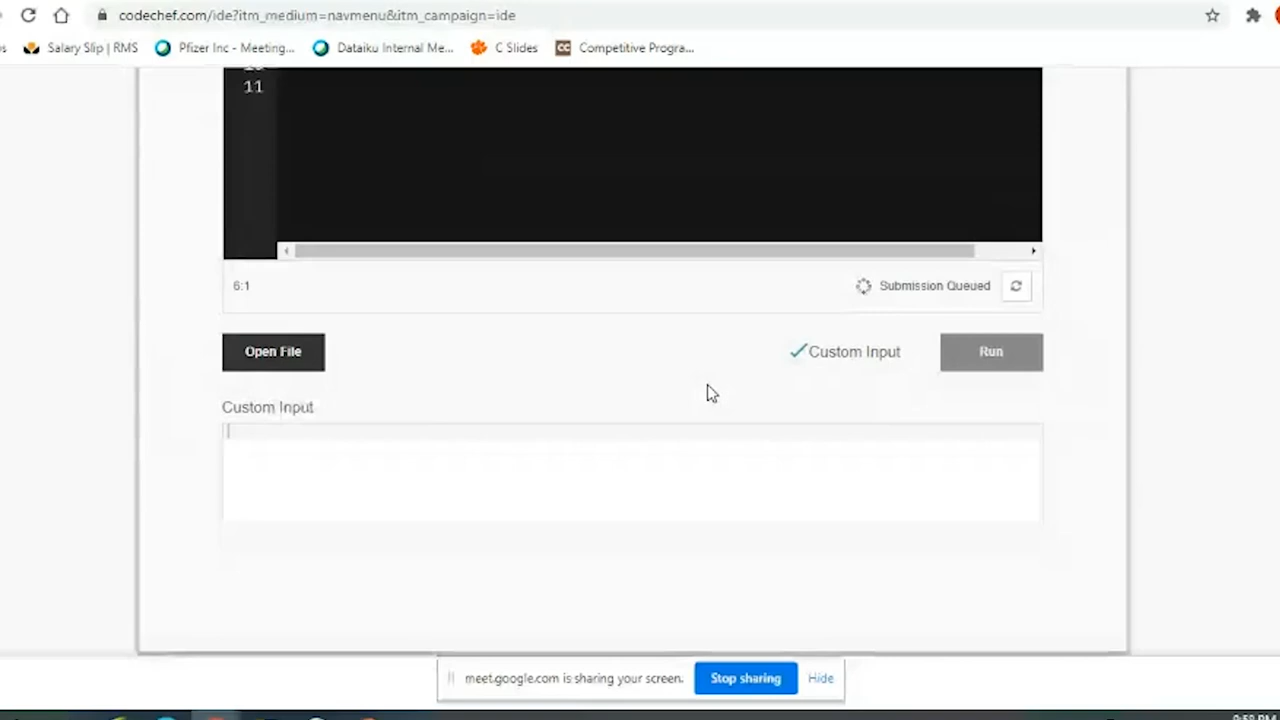 codechef.com/ide?itm_medium=navmenu&itm_campaign=ide
Salary Slip | RMS Pfizer Inc - Meeting... Dataiku Internal Me... C Slides CC Competitive Progra...
11
6:1 Submission Queued
Open File Custom Input Run
Custom Input
meet.google.com is sharing your screen. Stop sharing Hide